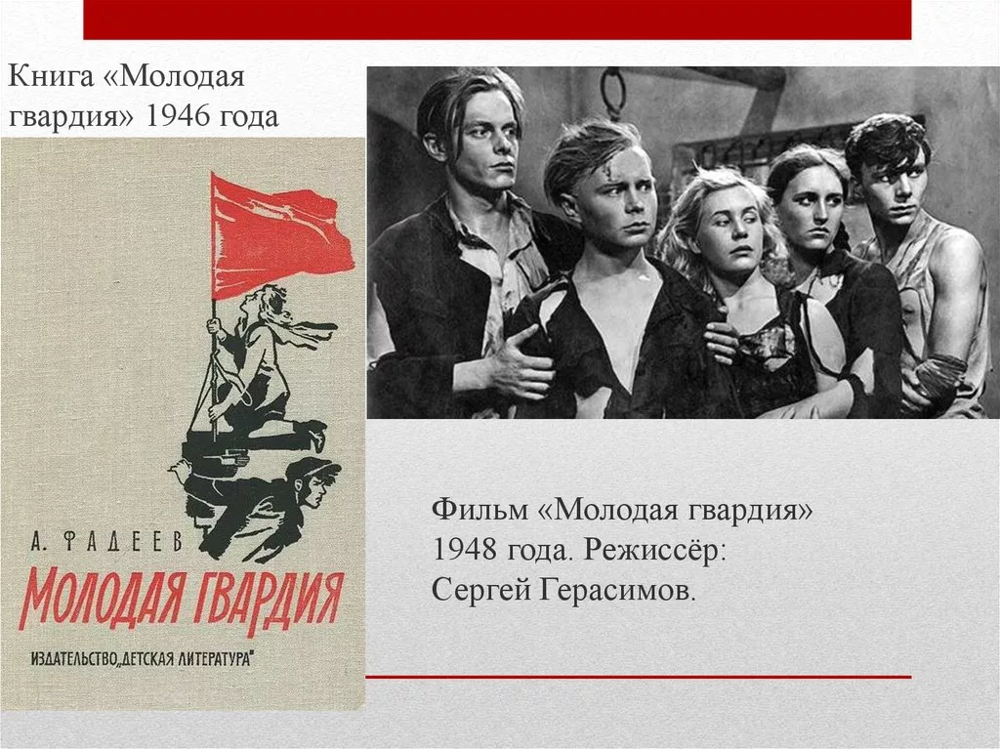 Книга «Молодая
гвардия» 1946 года
А. ФАДЕЕВ
МОЛОДАЯ ГВАРДИЯ
ИЗДАТЕЛЬСТВО „ДЕТСКАЯ ЛИТЕРАТУРА"
Фильм «Молодая гвардия»
1948 года. Режиссёр:
Сергей Герасимов.